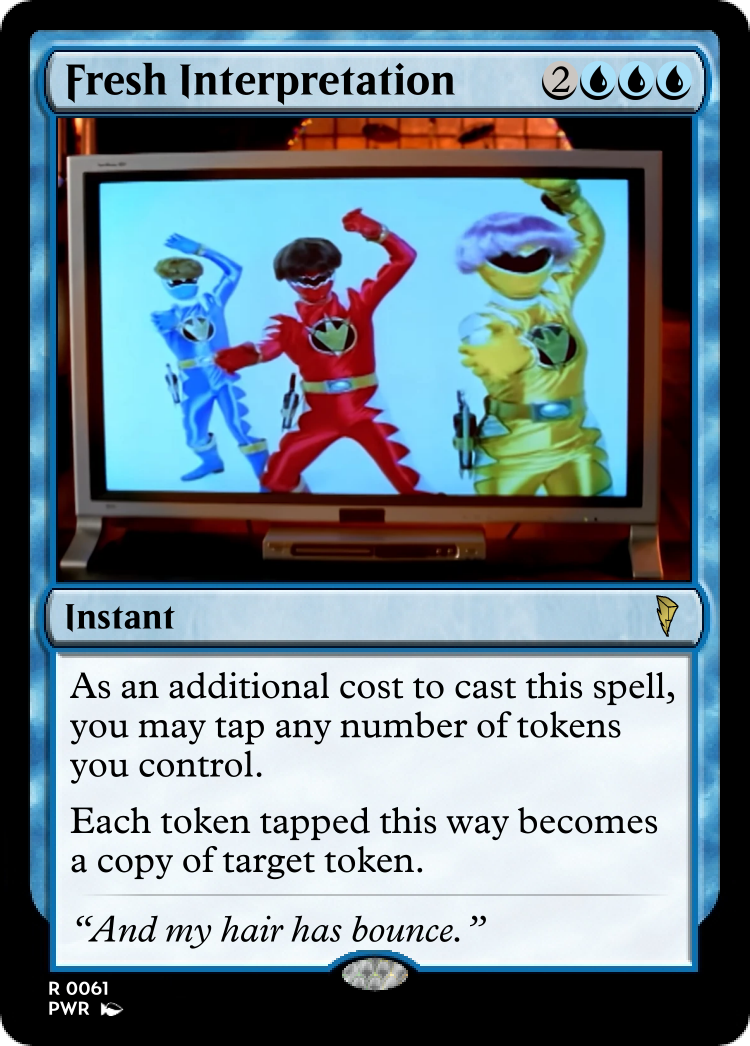 Fresh Interpretation 2
Instant
As an additional cost to cast this spell,
you may tap any number of tokens
you control.
Each token tapped this way becomes
a copy of target token.
“And my hair has bounce.”
R 0061
PWR